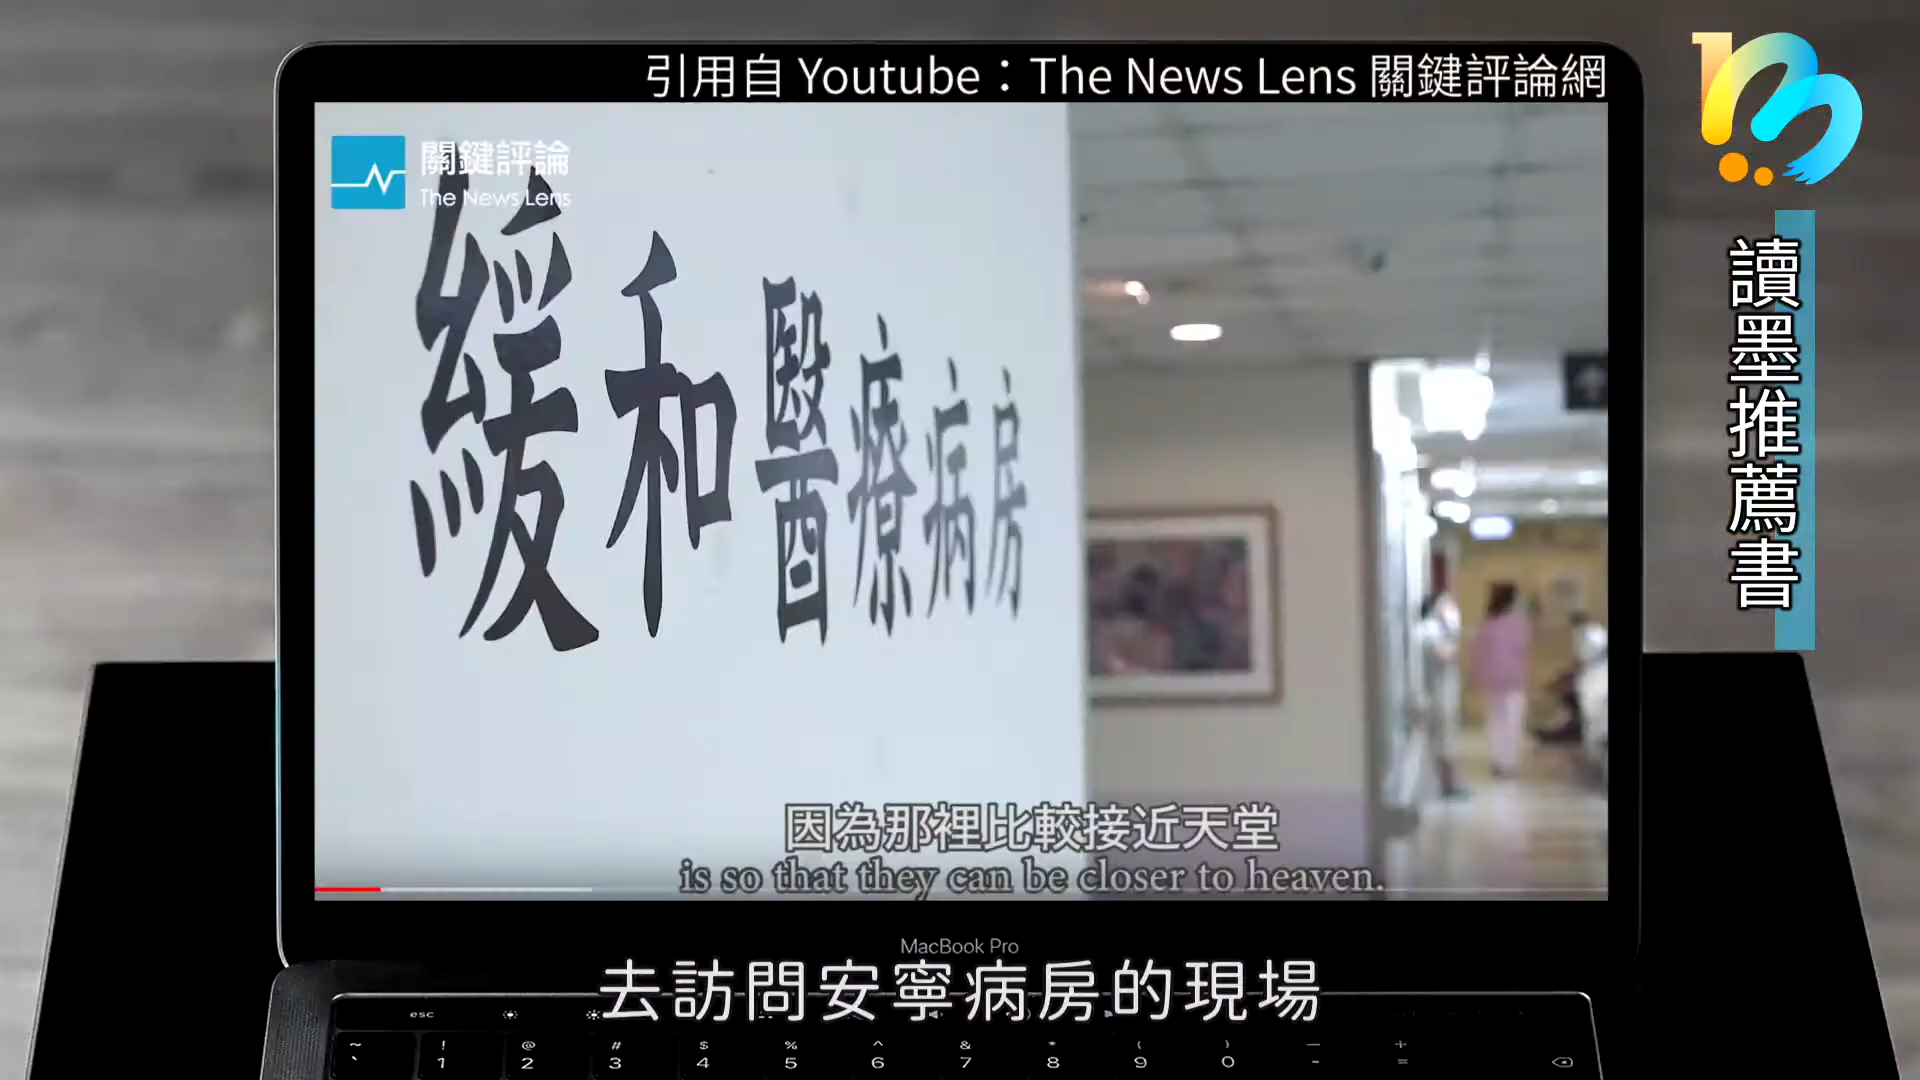 引用自 Youtube：The News Lens 關鍵評論網
關鍵評論
The News Lens
緩和醫療病房
讀墨推薦書
因為那裡比較接近天堂
is so that they can be closer to heaven.
MacBook Pro
去訪問安寧病房的現場
esc
~ ! @ # $ % ^ & * ( ) — +
` 1 2 3 4 5 6 7 8 9 0 - =